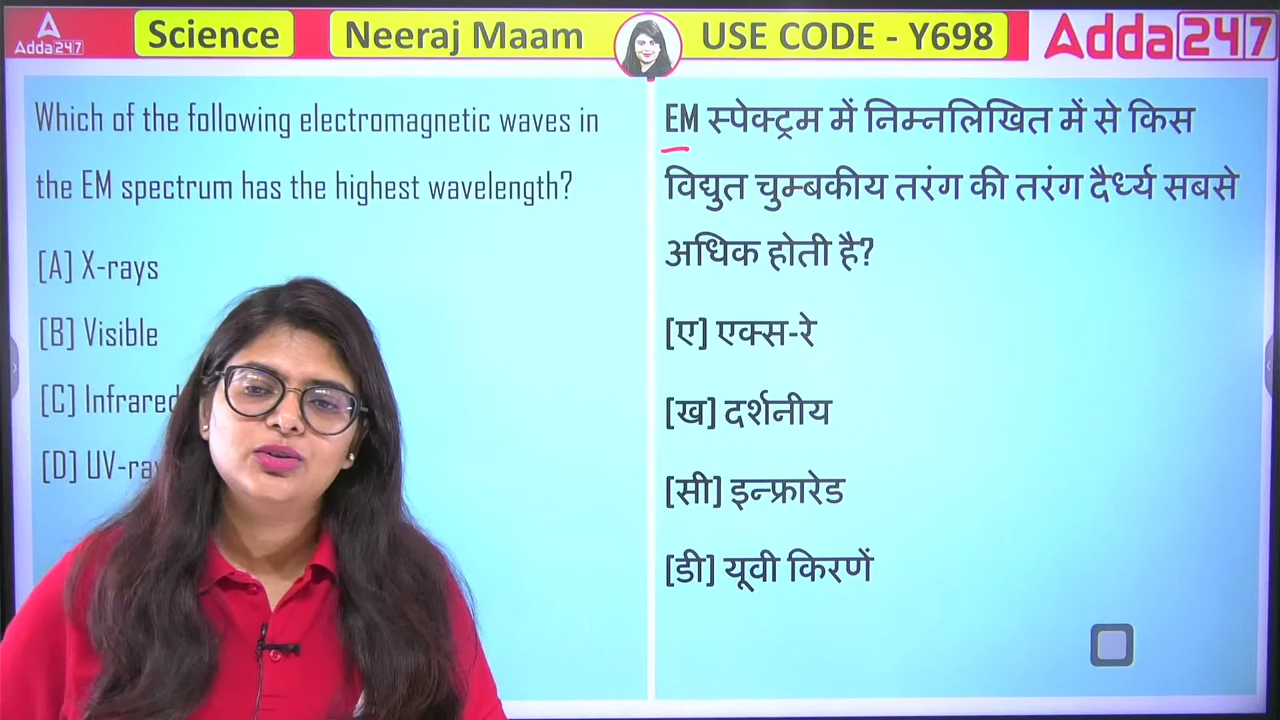 Adda247
Science
Neeraj Maam
USE CODE - Y698
Adda247
Which of the following electromagnetic waves in
the EM spectrum has the highest wavelength?
[A] X-rays
[B] Visible
[C] Infrared
[D] UV-ra
EM स्पेक्ट्रम में निम्नलिखित में से किस
विद्युत चुम्बकीय तरंग की तरंग दैर्ध्य सबसे
अधिक होती है?
[ए] एक्स-रे
[ख] दर्शनीय
[सी] इन्फ्रारेड
[डी] यूवी किरणें